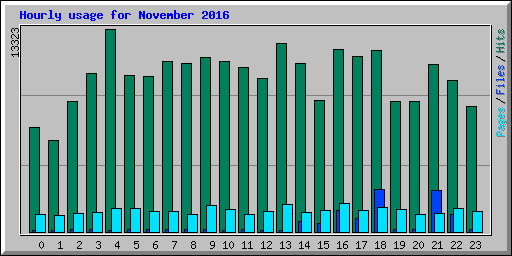 Hourly usage for November 2016
13323
Pages/Files/Hits
0 1 2 3 4 5 6 7 8 9 10 11 12 13 14 15 16 17 18 19 20 21 22 23